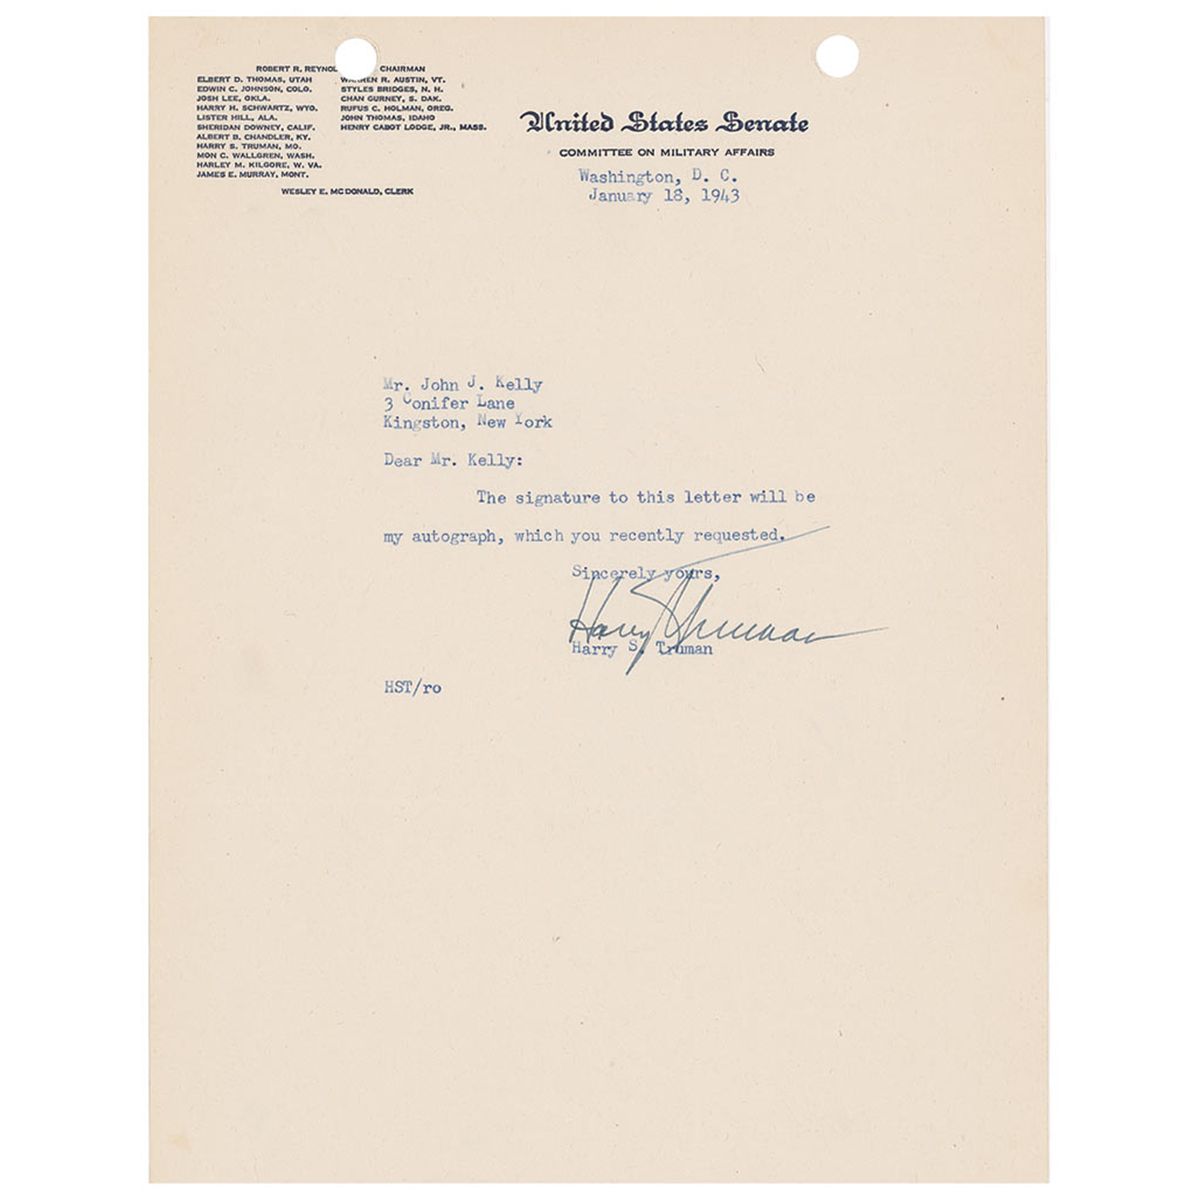 ROBERT R. REYNOL CHAIRMAN
ELBERT D. THOMAS, UTAH
EDWIN C. JOHNSON, COLO.
JOSH LEE, OKLA.
HARRY H. SCHWARTZ, WYO.
LISTER HILL, ALA.
SHERIDAN DOWNEY, CALIF.
ALBERT B. CHANDLER, KY.
HARRY S. TRUMAN, MO.
MON C. WALLGREN, WASH.
HARLEY M. KILGORE, W. VA.
JAMES E. MURRAY, MONT.
WARREN R. AUSTIN, VT.
STYLES BRIDGES, N. H.
CHAN GURNEY, S. DAK.
RUFUS C. HOLMAN, OREG.
JOHN THOMAS, IDAHO
HENRY CABOT LODGE, JR., MASS.
WESLEY E. MC DONALD, CLERK
United States Senate
COMMITTEE ON MILITARY AFFAIRS
Washington, D. C.
January 18, 1943
Mr. John J. Kelly
3 Conifer Lane
Kingston, New York
Dear Mr. Kelly:
The signature to this letter will be
my autograph, which you recently requested.
Sincerely yours,
Harry S Truman
Harry S. Truman
HST/ro